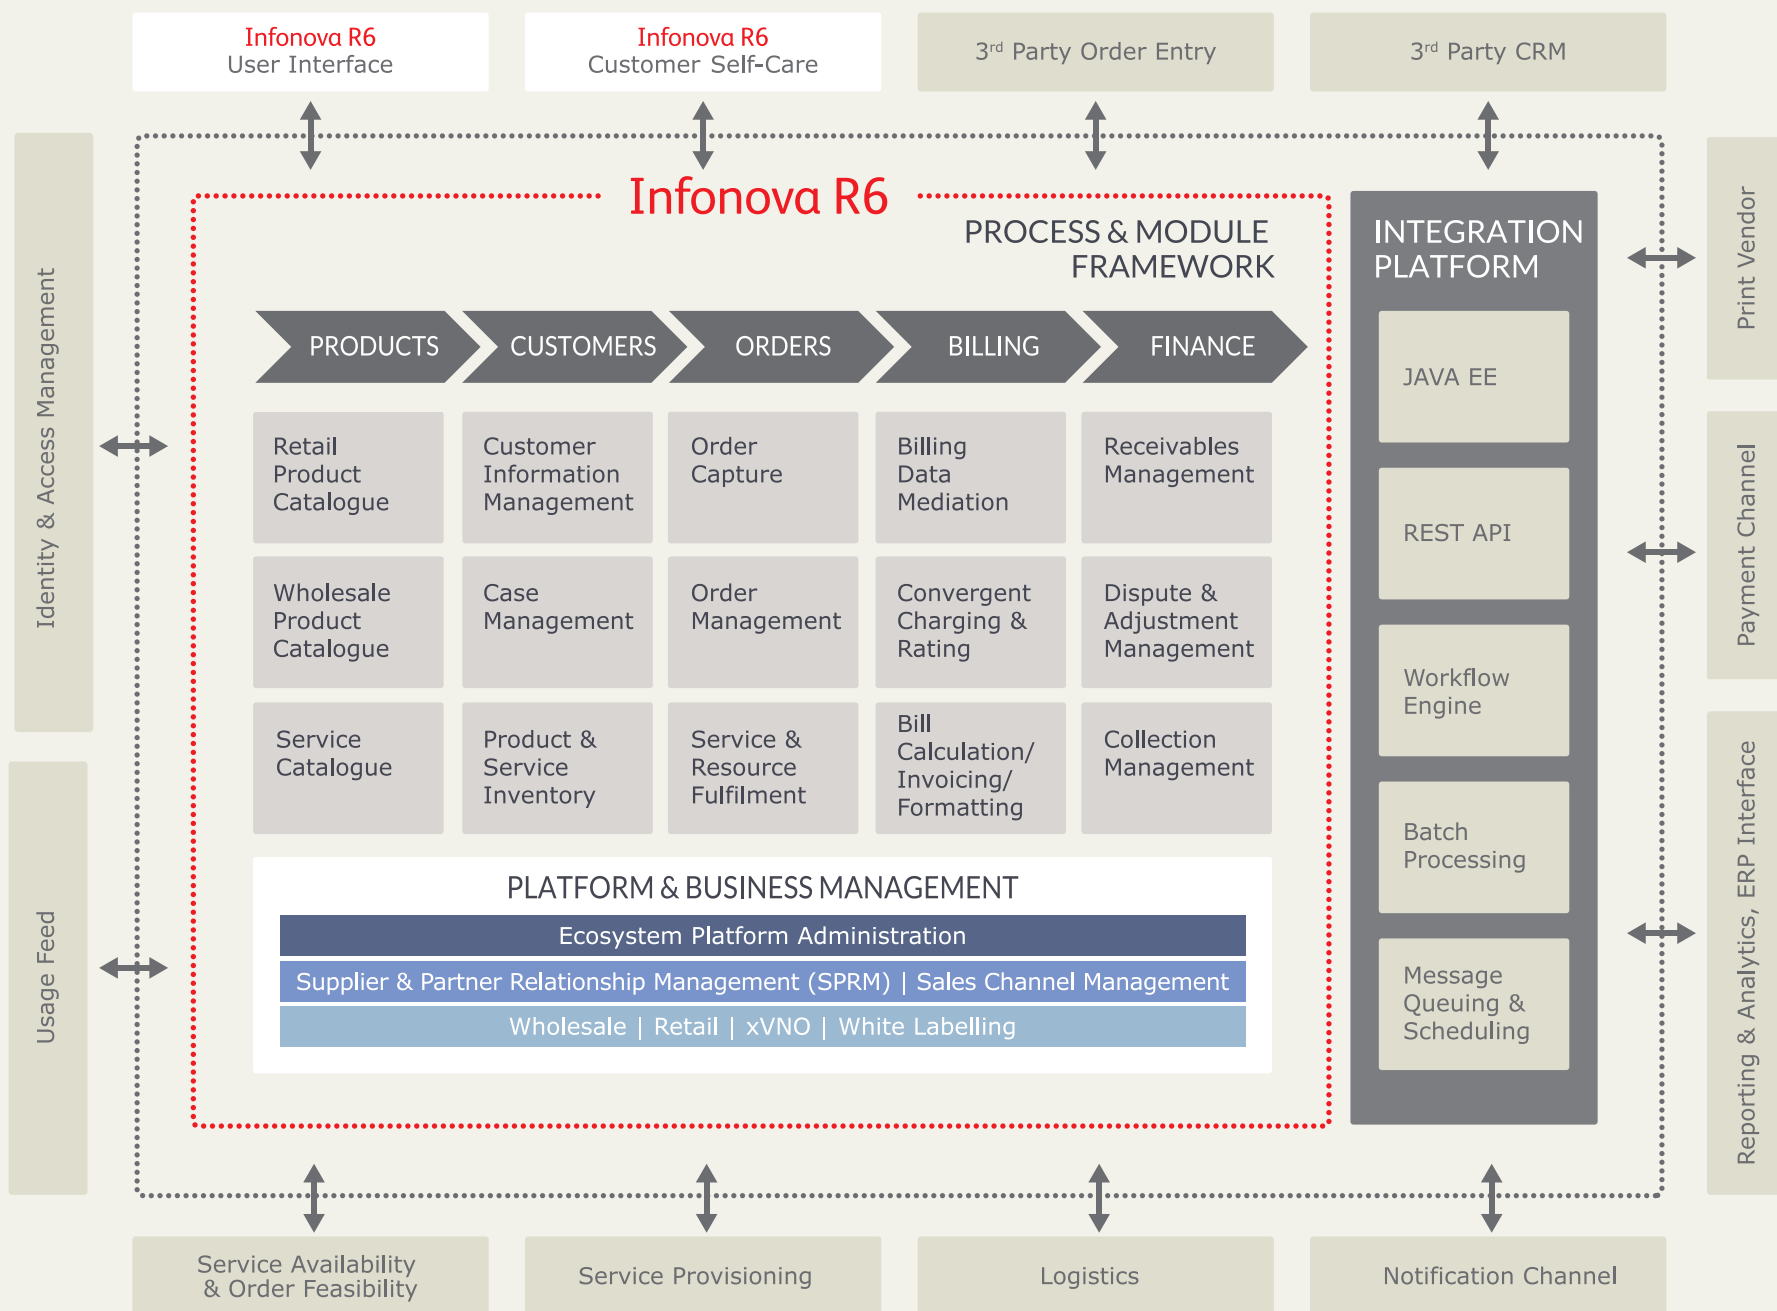 Infonova R6
User Interface
Infonova R6
Customer Self-Care
3rd Party Order Entry
3rd Party CRM
Identity & Access Management
Usage Feed
Infonova R6
PROCESS & MODULE
FRAMEWORK
PRODUCTS
CUSTOMERS
ORDERS
BILLING
FINANCE
Retail
Product
Catalogue
Customer
Information
Management
Order
Capture
Billing
Data
Mediation
Receivables
Management
Wholesale
Product
Catalogue
Case
Management
Order
Management
Convergent
Charging &
Rating
Dispute &
Adjustment
Management
Service
Catalogue
Product &
Service
Inventory
Service &
Resource
Fulfilment
Bill
Calculation/
Invoicing/
Formatting
Collection
Management
PLATFORM & BUSINESS MANAGEMENT
Ecosystem Platform Administration
Supplier & Partner Relationship Management (SPRM) | Sales Channel Management
Wholesale | Retail | xVNO | White Labelling
INTEGRATION
PLATFORM
JAVA EE
REST API
Workflow
Engine
Batch
Processing
Message
Queuing &
Scheduling
Print Vendor
Payment Channel
Reporting & Analytics, ERP Interface
Service Availability
& Order Feasibility
Service Provisioning
Logistics
Notification Channel